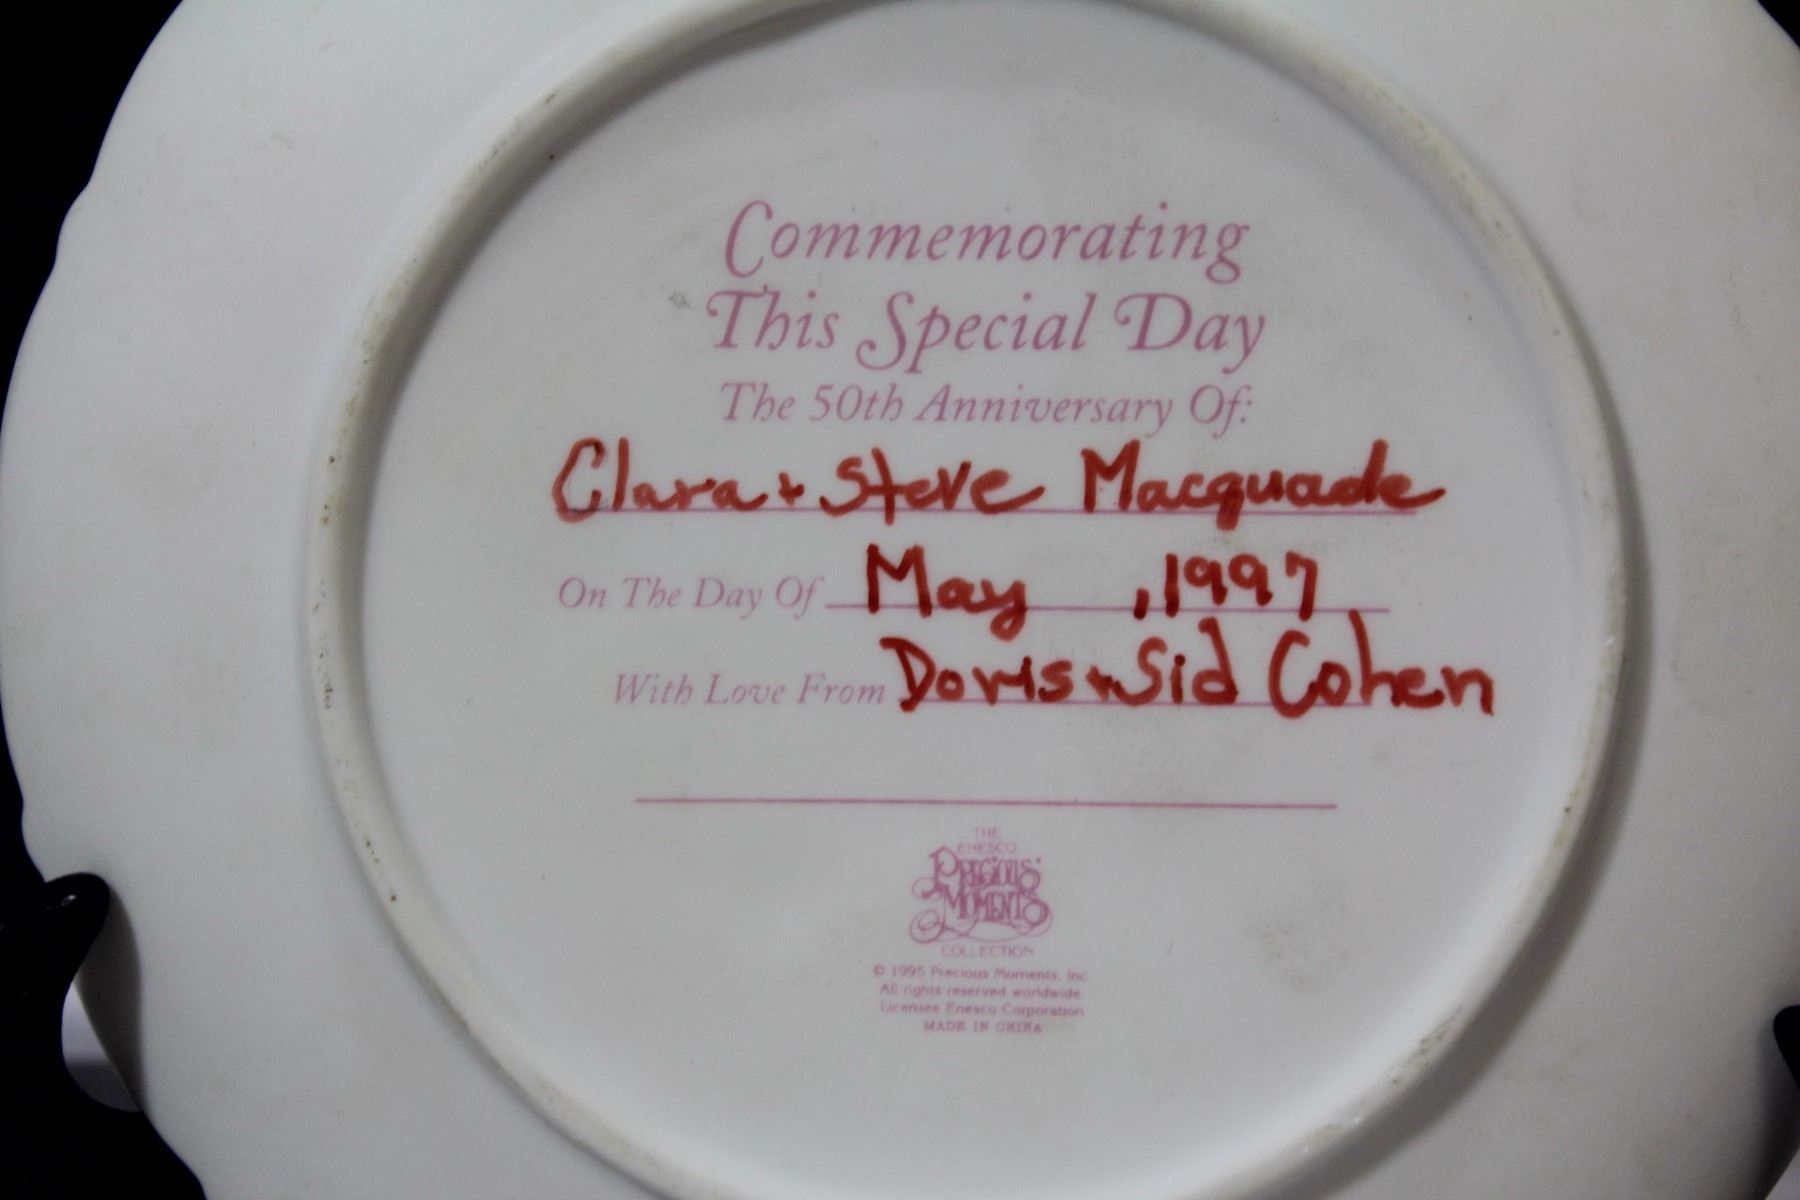 Commemorating
This Special Day
The 50th Anniversary Of:
Clara + Steve Macquade
On The Day Of May , 1997
With Love From Doris + Sid Cohen
THE
ENESCO
PRECIOUS
MOMENTS
COLLECTION
© 1995 Precious Moments, Inc
All rights reserved worldwide.
Licensee Enesco Corporation
MADE IN CHINA